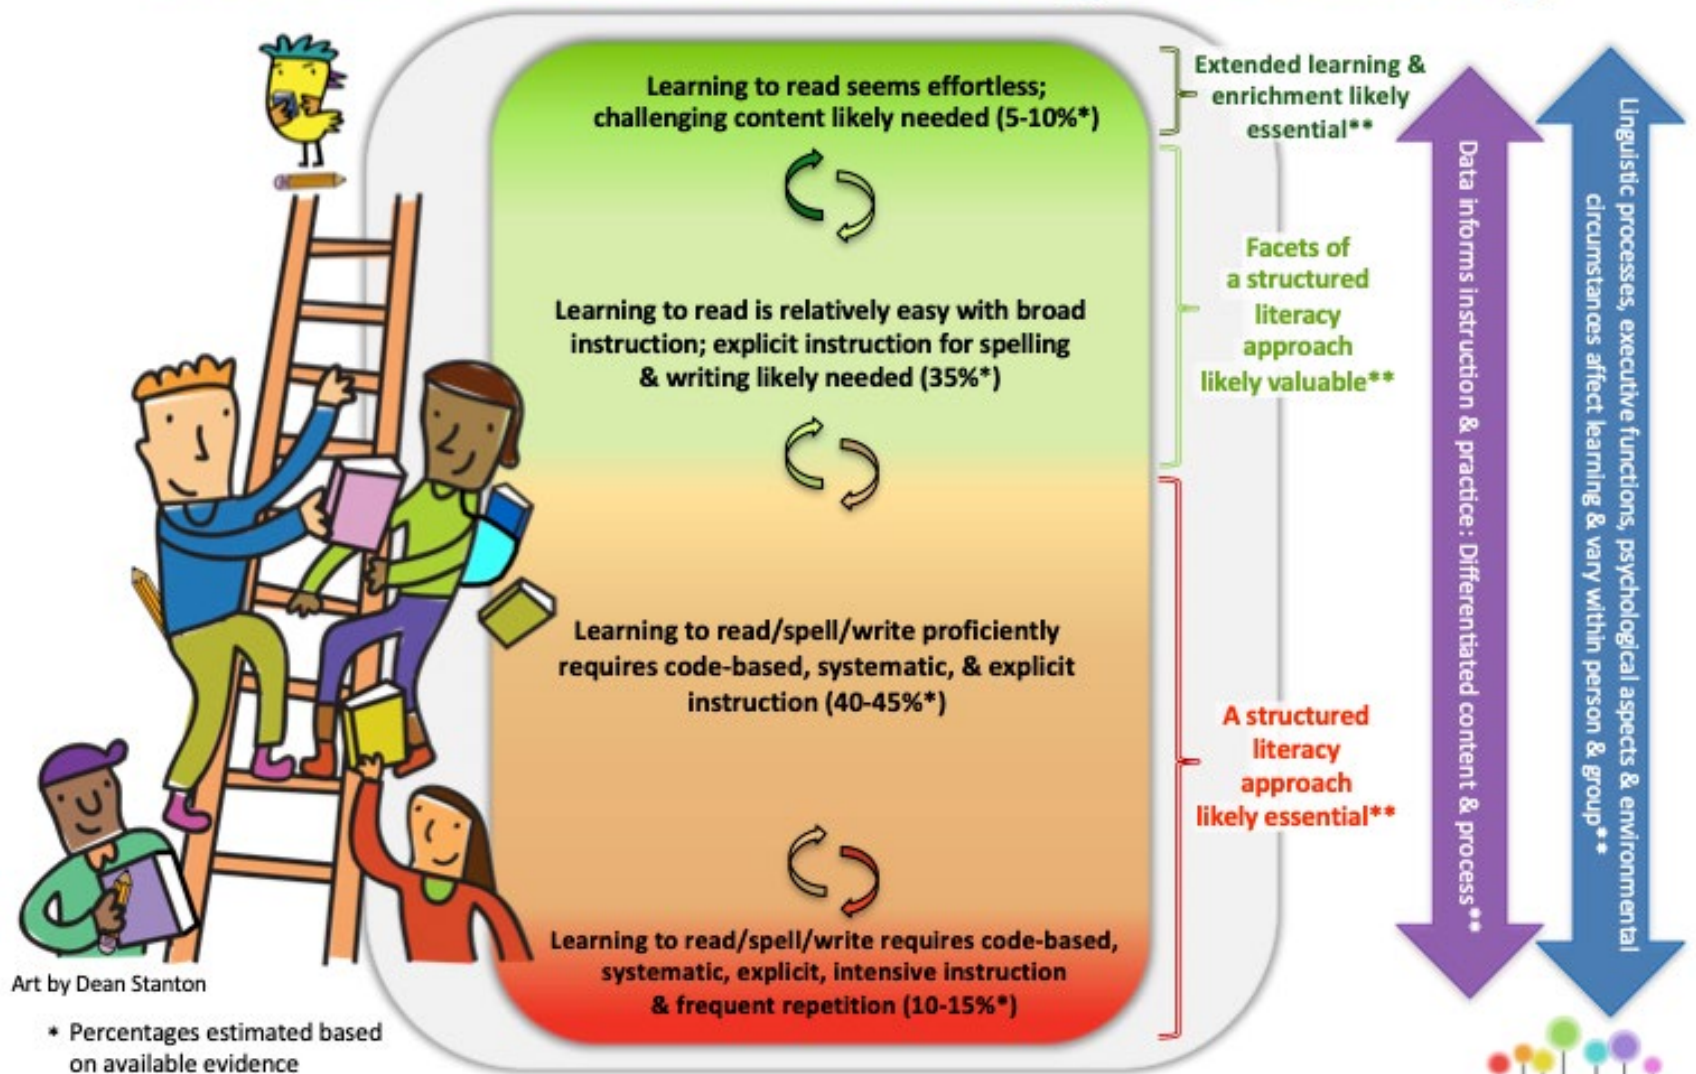 Learning to read seems effortless;
challenging content likely needed (5-10%*)
Extended learning &
enrichment likely
essential**
Learning to read is relatively easy with broad
instruction; explicit instruction for spelling
& writing likely needed (35%*)
Facets of
a structured
literacy
approach
likely valuable**
Learning to read/spell/write proficiently
requires code-based, systematic, & explicit
instruction (40-45%*)
A structured
literacy
approach
likely essential**
Learning to read/spell/write requires code-based,
systematic, explicit, intensive instruction
& frequent repetition (10-15%*)
Data informs instruction & practice : Differentiated content & process**
Linguistic processes, executive functions, psychological aspects & environmental
circumstances affect learning & vary within person & group**
Art by Dean Stanton
* Percentages estimated based
on available evidence